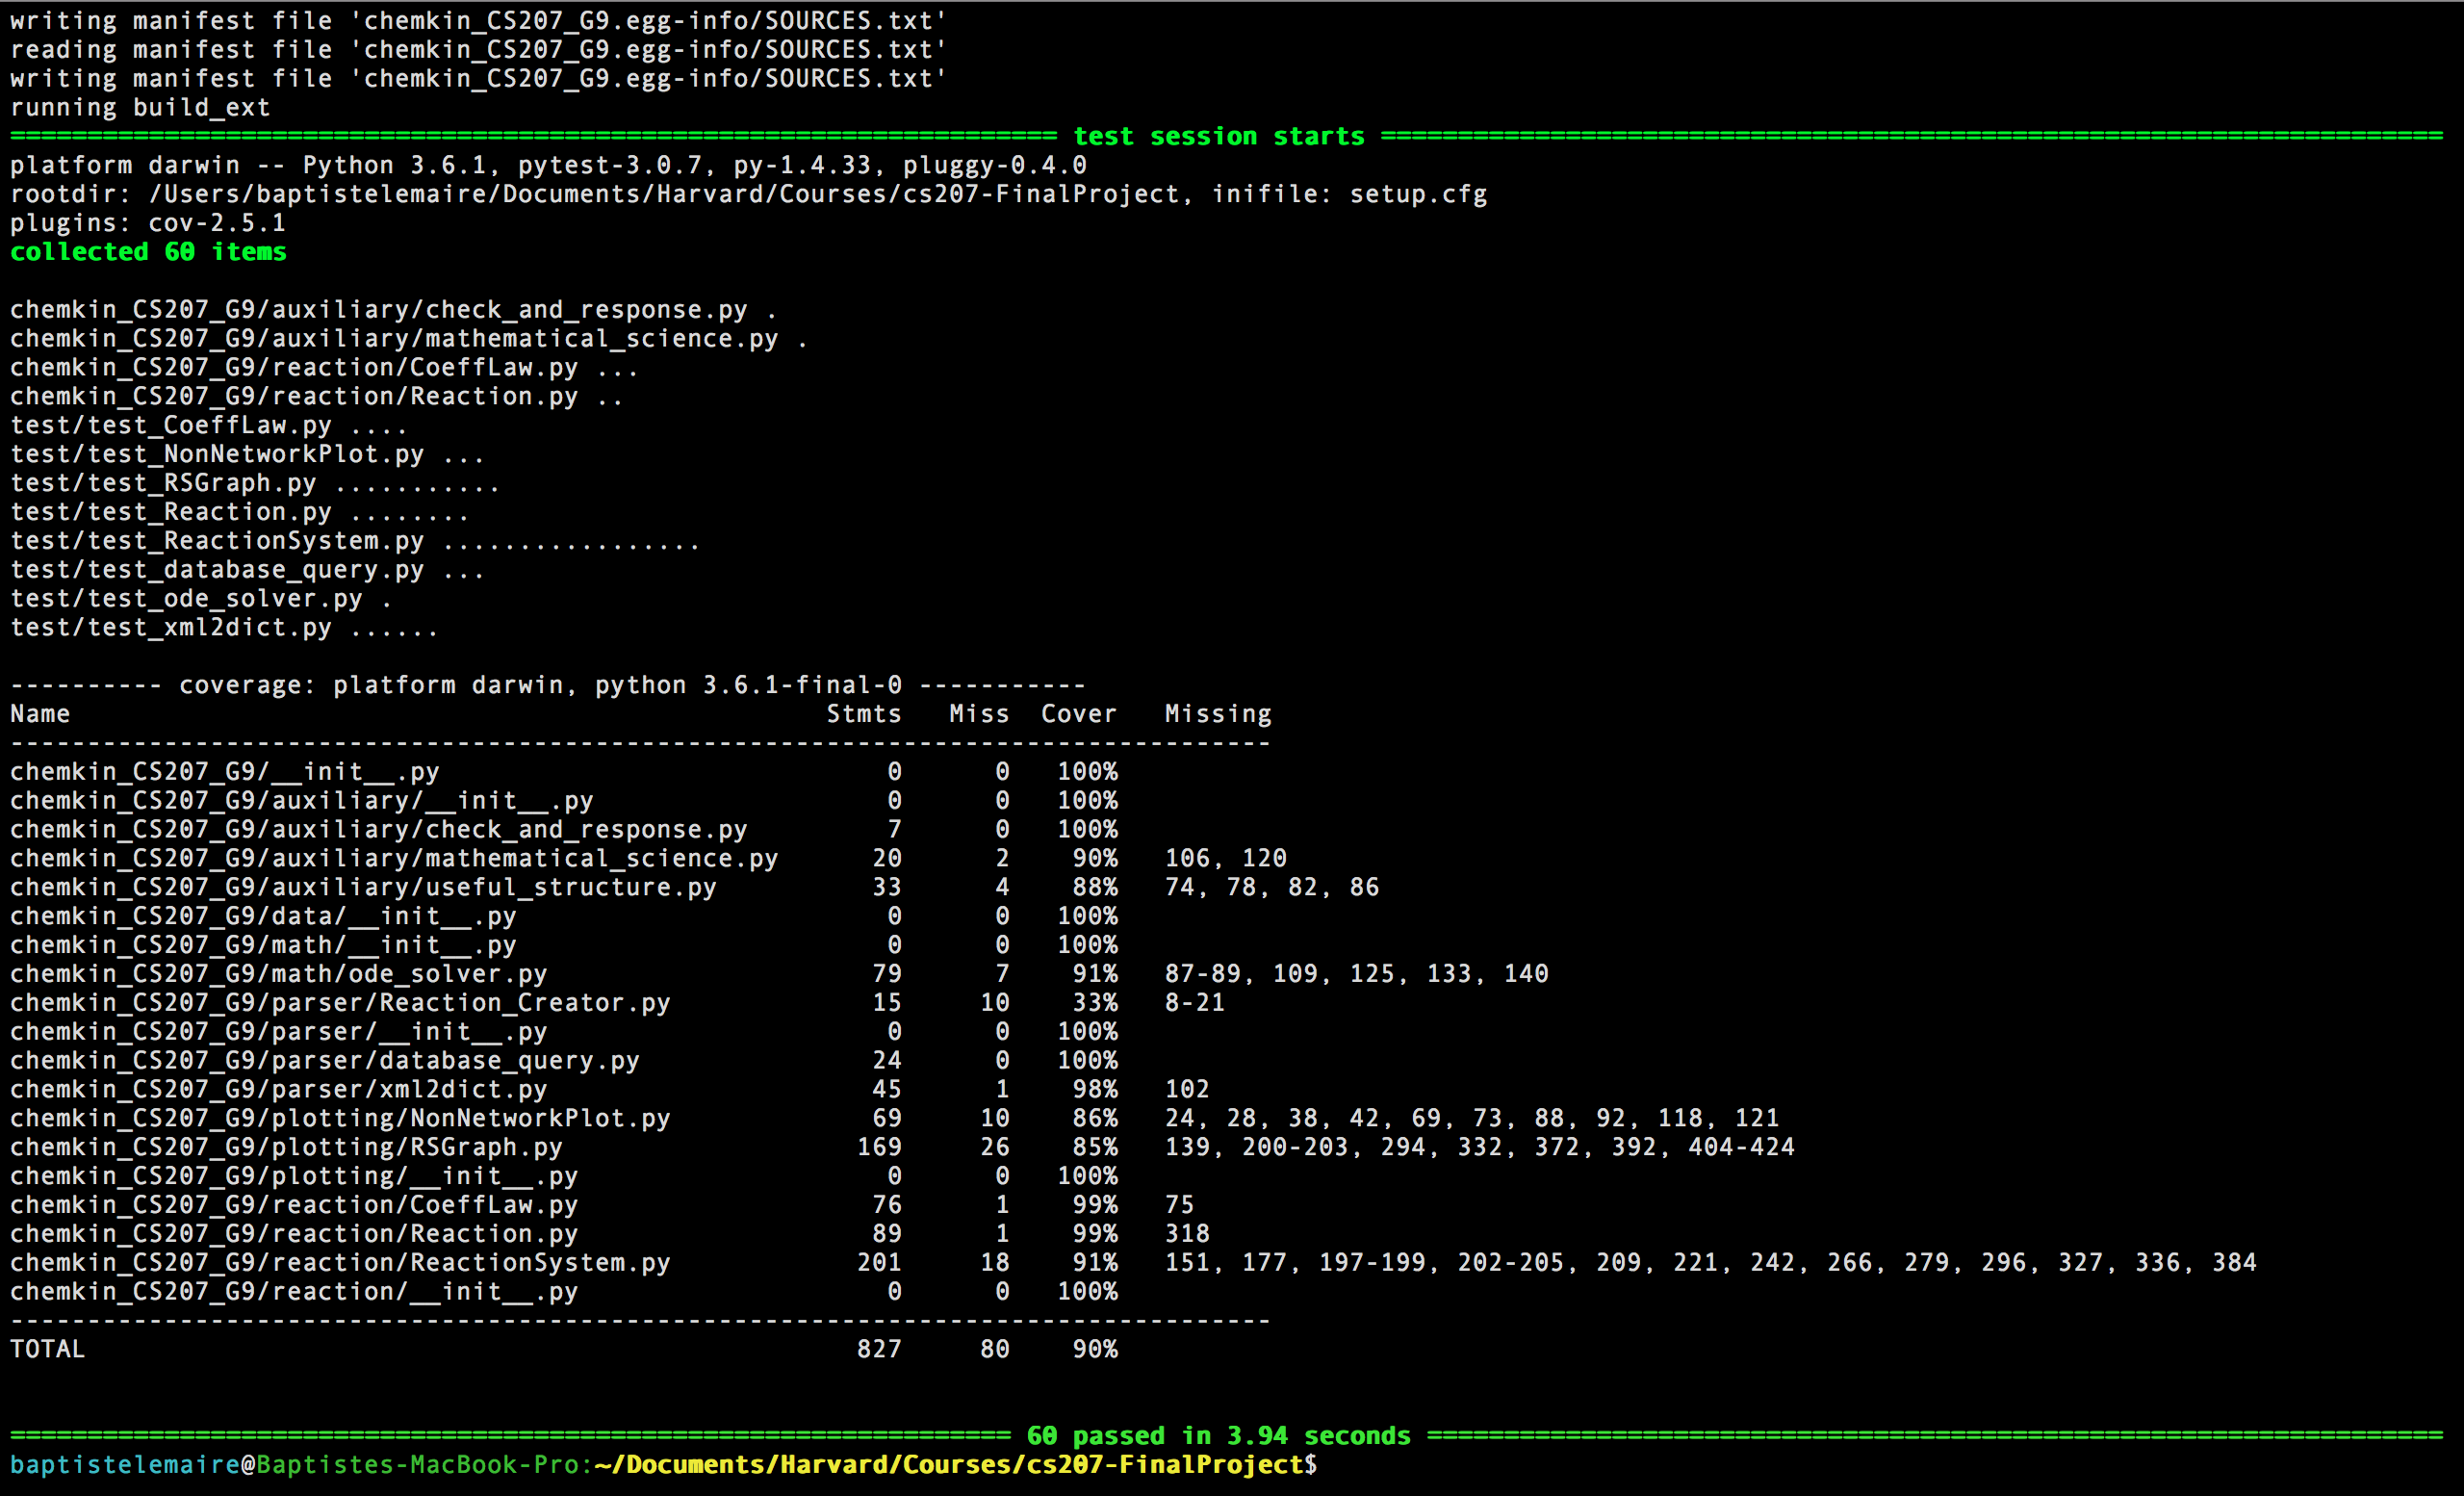 writing manifest file 'chemkin_CS207_G9.egg-info/SOURCES.txt'
reading manifest file 'chemkin_CS207_G9.egg-info/SOURCES.txt'
writing manifest file 'chemkin_CS207_G9.egg-info/SOURCES.txt'
running build_ext
==================================================================== test session starts =====================================================================
platform darwin -- Python 3.6.1, pytest-3.0.7, py-1.4.33, pluggy-0.4.0
rootdir: /Users/baptistelemaire/Documents/Harvard/Courses/cs207-FinalProject, inifile: setup.cfg
plugins: cov-2.5.1
collected 60 items

chemkin_CS207_G9/auxiliary/check_and_response.py .
chemkin_CS207_G9/auxiliary/mathematical_science.py .
chemkin_CS207_G9/reaction/CoeffLaw.py ...
chemkin_CS207_G9/reaction/Reaction.py ..
test/test_CoeffLaw.py ....
test/test_NonNetworkPlot.py ...
test/test_RSGraph.py ...........
test/test_Reaction.py ........
test/test_ReactionSystem.py .................
test/test_database_query.py ...
test/test_ode_solver.py .
test/test_xml2dict.py ......

---------- coverage: platform darwin, python 3.6.1-final-0 -----------
Name                                                 Stmts   Miss  Cover   Missing
----------------------------------------------------------------------------------
chemkin_CS207_G9/__init__.py                             0      0   100%
chemkin_CS207_G9/auxiliary/__init__.py                   0      0   100%
chemkin_CS207_G9/auxiliary/check_and_response.py         7      0   100%
chemkin_CS207_G9/auxiliary/mathematical_science.py      20      2    90%   106, 120
chemkin_CS207_G9/auxiliary/useful_structure.py          33      4    88%   74, 78, 82, 86
chemkin_CS207_G9/data/__init__.py                        0      0   100%
chemkin_CS207_G9/math/__init__.py                        0      0   100%
chemkin_CS207_G9/math/ode_solver.py                     79      7    91%   87-89, 109, 125, 133, 140
chemkin_CS207_G9/parser/Reaction_Creator.py             15     10    33%   8-21
chemkin_CS207_G9/parser/__init__.py                      0      0   100%
chemkin_CS207_G9/parser/database_query.py               24      0   100%
chemkin_CS207_G9/parser/xml2dict.py                     45      1    98%   102
chemkin_CS207_G9/plotting/NonNetworkPlot.py             69     10    86%   24, 28, 38, 42, 69, 73, 88, 92, 118, 121
chemkin_CS207_G9/plotting/RSGraph.py                   169     26    85%   139, 200-203, 294, 332, 372, 392, 404-424
chemkin_CS207_G9/plotting/__init__.py                    0      0   100%
chemkin_CS207_G9/reaction/CoeffLaw.py                   76      1    99%   75
chemkin_CS207_G9/reaction/Reaction.py                   89      1    99%   318
chemkin_CS207_G9/reaction/ReactionSystem.py            201     18    91%   151, 177, 197-199, 202-205, 209, 221, 242, 266, 279, 296, 327, 336, 384
chemkin_CS207_G9/reaction/__init__.py                    0      0   100%
----------------------------------------------------------------------------------
TOTAL                                                  827     80    90%

================================================================= 60 passed in 3.94 seconds ==================================================================
baptistelemaire@Baptistes-MacBook-Pro:~/Documents/Harvard/Courses/cs207-FinalProject$